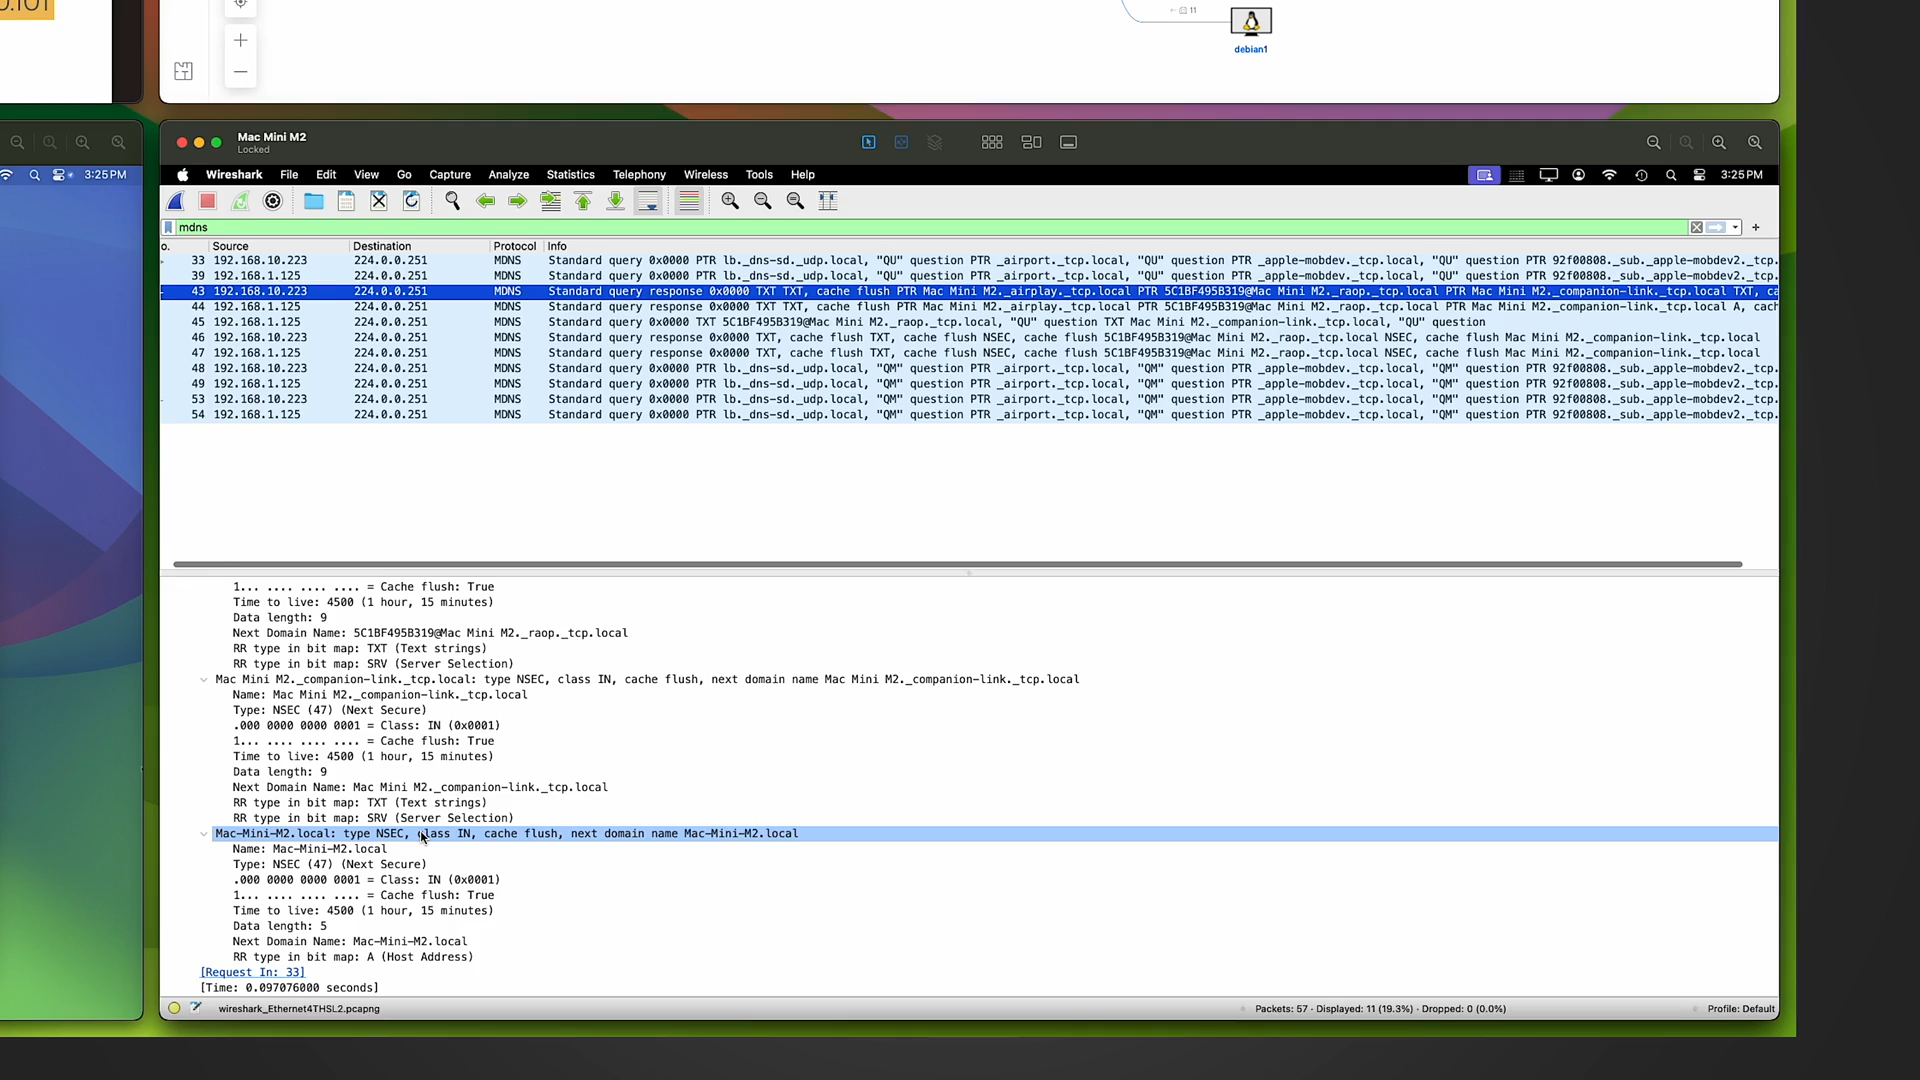 11
debian1
Mac Mini M2
Locked
3:25 PM
Wireshark File Edit View Go Capture Analyze Statistics Telephony Wireless Tools Help 3:25 PM
mdns
o. Source Destination Protocol Info
33 192.168.10.223 224.0.0.251 MDNS Standard query 0x0000 PTR lb._dns-sd._udp.local, "QU" question PTR _airport._tcp.local, "QU" question PTR _apple-mobdev._tcp.local, "QU" question PTR 92f00808._sub._apple-mobdev2._tcp.
39 192.168.1.125 224.0.0.251 MDNS Standard query 0x0000 PTR lb._dns-sd._udp.local, "QU" question PTR _airport._tcp.local, "QU" question PTR _apple-mobdev._tcp.local, "QU" question PTR 92f00808._sub._apple-mobdev2._tcp.
43 192.168.10.223 224.0.0.251 MDNS Standard query response 0x0000 TXT TXT, cache flush PTR Mac Mini M2._airplay._tcp.local PTR 5C1BF495B319@Mac Mini M2._raop._tcp.local PTR Mac Mini M2._companion-link._tcp.local TXT, ca
44 192.168.1.125 224.0.0.251 MDNS Standard query response 0x0000 TXT, cache flush PTR Mac Mini M2._airplay._tcp.local PTR 5C1BF495B319@Mac Mini M2._raop._tcp.local PTR Mac Mini M2._companion-link._tcp.local A, cach
45 192.168.1.125 224.0.0.251 MDNS Standard query 0x0000 TXT 5C1BF495B319@Mac Mini M2._raop._tcp.local, "QU" question TXT Mac Mini M2._companion-link._tcp.local, "QU" question
46 192.168.10.223 224.0.0.251 MDNS Standard query response 0x0000 TXT, cache flush TXT, cache flush NSEC, cache flush 5C1BF495B319@Mac Mini M2._raop._tcp.local NSEC, cache flush Mac Mini M2._companion-link._tcp.local
47 192.168.1.125 224.0.0.251 MDNS Standard query response 0x0000 TXT, cache flush TXT, cache flush NSEC, cache flush 5C1BF495B319@Mac Mini M2._raop._tcp.local NSEC, cache flush Mac Mini M2._companion-link._tcp.local
48 192.168.10.223 224.0.0.251 MDNS Standard query 0x0000 PTR lb._dns-sd._udp.local, "QM" question PTR _airport._tcp.local, "QM" question PTR _apple-mobdev._tcp.local, "QM" question PTR 92f00808._sub._apple-mobdev2._tcp.
49 192.168.1.125 224.0.0.251 MDNS Standard query 0x0000 PTR lb._dns-sd._udp.local, "QM" question PTR _airport._tcp.local, "QM" question PTR _apple-mobdev._tcp.local, "QM" question PTR 92f00808._sub._apple-mobdev2._tcp.
53 192.168.10.223 224.0.0.251 MDNS Standard query 0x0000 PTR lb._dns-sd._udp.local, "QM" question PTR _airport._tcp.local, "QM" question PTR _apple-mobdev._tcp.local, "QM" question PTR 92f00808._sub._apple-mobdev2._tcp.
54 192.168.1.125 224.0.0.251 MDNS Standard query 0x0000 PTR lb._dns-sd._udp.local, "QM" question PTR _airport._tcp.local, "QM" question PTR _apple-mobdev._tcp.local, "QM" question PTR 92f00808._sub._apple-mobdev2._tcp.
1... .... .... .... = Cache flush: True
Time to live: 4500 (1 hour, 15 minutes)
Data length: 9
Next Domain Name: 5C1BF495B319@Mac Mini M2._raop._tcp.local
RR type in bit map: TXT (Text strings)
RR type in bit map: SRV (Server Selection)
Mac Mini M2._companion-link._tcp.local: type NSEC, class IN, cache flush, next domain name Mac Mini M2._companion-link._tcp.local
Name: Mac Mini M2._companion-link._tcp.local
Type: NSEC (47) (Next Secure)
.000 0000 0000 0001 = Class: IN (0x0001)
1... .... .... .... = Cache flush: True
Time to live: 4500 (1 hour, 15 minutes)
Data length: 9
Next Domain Name: Mac Mini M2._companion-link._tcp.local
RR type in bit map: TXT (Text strings)
RR type in bit map: SRV (Server Selection)
Mac-Mini-M2.local: type NSEC, class IN, cache flush, next domain name Mac-Mini-M2.local
Name: Mac-Mini-M2.local
Type: NSEC (47) (Next Secure)
.000 0000 0000 0001 = Class: IN (0x0001)
1... .... .... .... = Cache flush: True
Time to live: 4500 (1 hour, 15 minutes)
Data length: 5
Next Domain Name: Mac-Mini-M2.local
RR type in bit map: A (Host Address)
[Request In: 33]
[Time: 0.097076000 seconds]
wireshark_Ethernet4THSL2.pcapng Packets: 57 · Displayed: 11 (19.3%) · Dropped: 0 (0.0%) Profile: Default